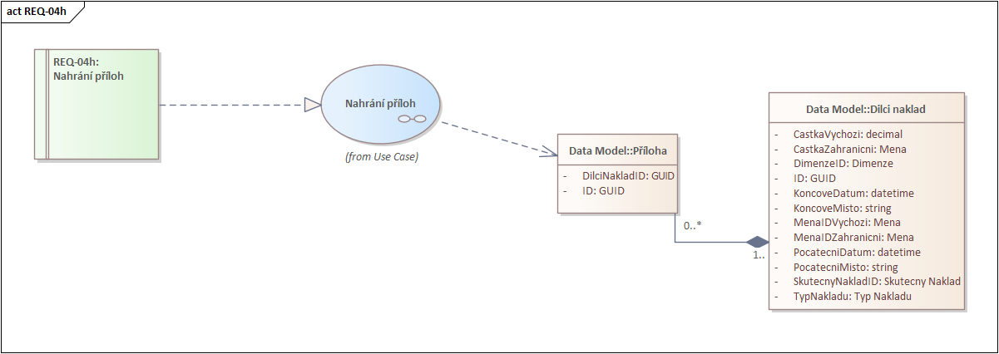 act REQ-04h
REQ-04h:
Nahrání příloh
Nahrání příloh
(from Use Case)
Data Model::Příloha
- DilciNakladID: GUID
- ID: GUID
0..*
1..
Data Model::Dilci naklad
- CastkaVychozi: decimal
- CastkaZahranicni: Mena
- DimenzeID: Dimenze
- ID: GUID
- KoncoveDatum: datetime
- KoncoveMisto: string
- MenaIDVychozi: Mena
- MenaIDZahranicni: Mena
- PocatecniDatum: datetime
- PocatecniMisto: string
- SkutecnyNakladID: Skutecny Naklad
- TypNakladu: Typ Nakladu